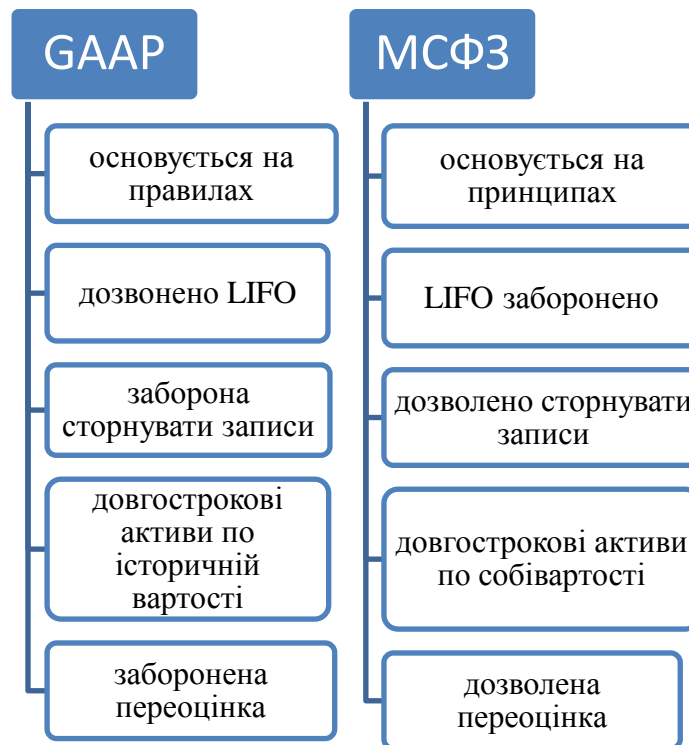 GAAP
основується на
правилах
дозвонено LIFO
заборона
сторнувати записи
довгострокові
активи по
історичній
вартості
заборонена
переоцінка
МСФЗ
основується на
принципах
LIFO заборонено
дозволено сторнувати
записи
довгострокові активи
по собівартості
дозволена
переоцінка